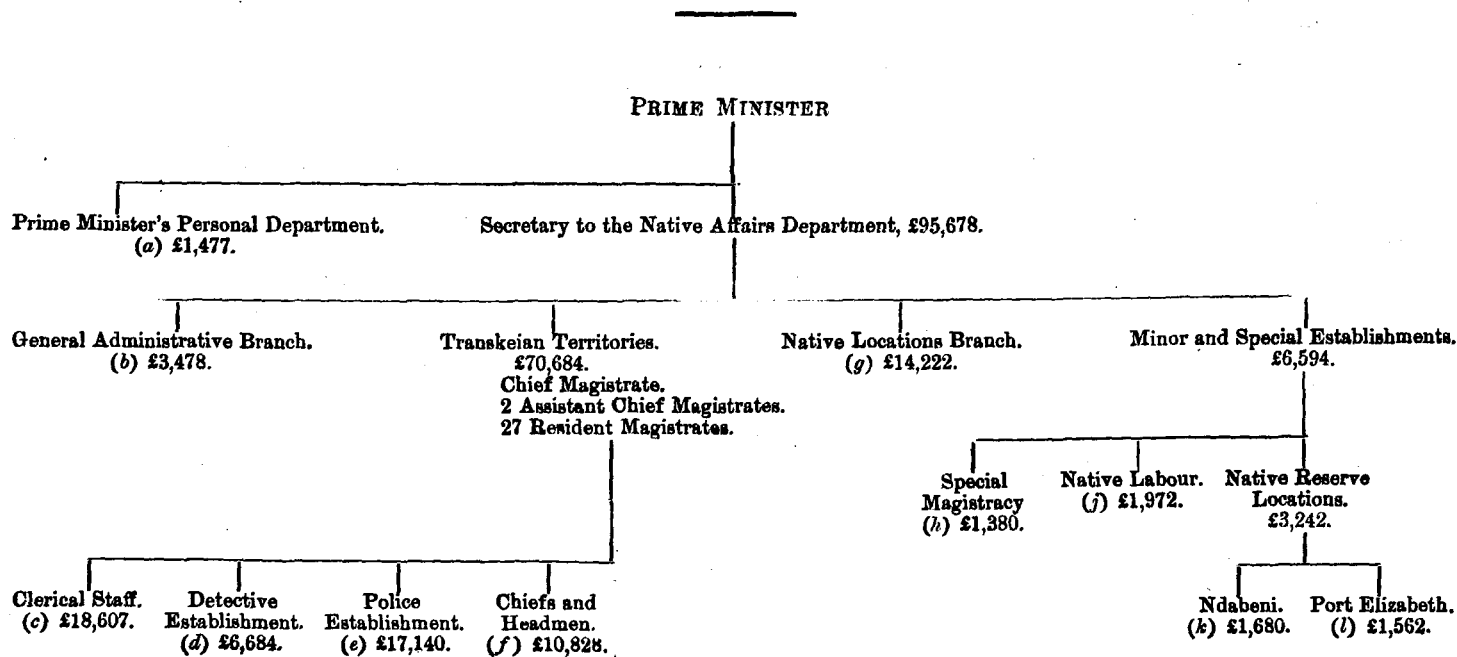 PRIME MINISTER
Prime Minister's Personal Department.
(a) £1,477.
Secretary to the Native Affairs Department, £95,678.
General Administrative Branch.
(b) £3,478.
Transkeian Territories.
£70,684.
Chief Magistrate.
2 Assistant Chief Magistrates.
27 Resident Magistrates.
Native Locations Branch.
(g) £14,222.
Minor and Special Establishments.
£6,594.
Special
Magistracy
(h) £1,380.
Native Labour.
(j) £1,972.
Native Reserve
Locations.
£3,242.
Clerical Staff.
(c) £18,607.
Detective
Establishment.
(d) £6,684.
Police
Establishment.
(e) £17,140.
Chiefs and
Headmen.
(f) £10,828.
Ndabeni.
(k) £1,680.
Port Elizabeth.
(l) £1,562.